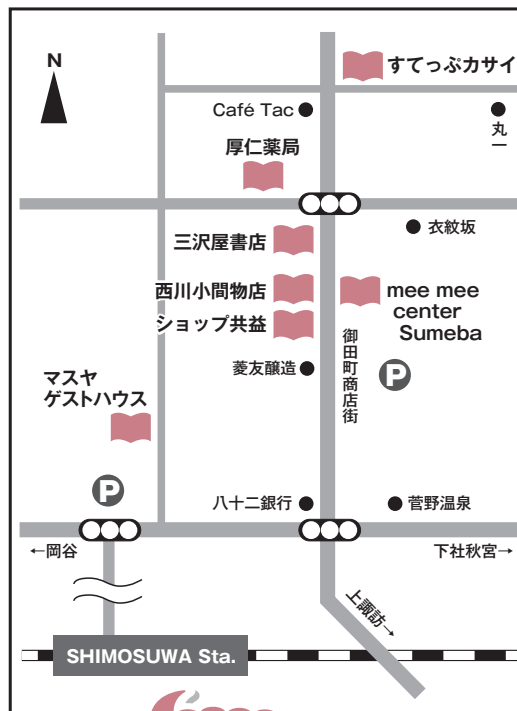 N
すてっぷカサイ
Café Tac
丸一
厚仁薬局
衣紋坂
三沢屋書店
西川小間物店
mee mee
center
Sumeba
ショップ共益
御田町商店街
菱友醸造
P
マスヤ
ゲストハウス
P
八十二銀行
菅野温泉
←岡谷
下社秋宮→
上諏訪→
SHIMOSUWA Sta.